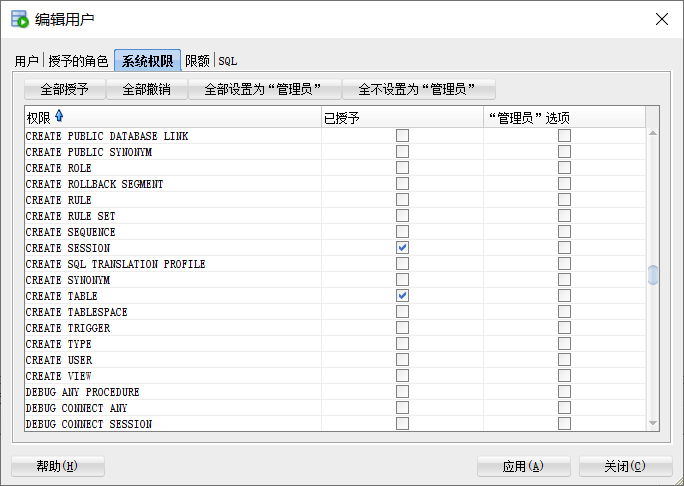 编辑用户
用户 授予的角色 系统权限 限额 SQL
全部授予 全部撤销 全部设置为“管理员” 全不设置为“管理员”
权限 已授予 “管理员”选项
CREATE PUBLIC DATABASE LINK
CREATE PUBLIC SYNONYM
CREATE ROLE
CREATE ROLLBACK SEGMENT
CREATE RULE
CREATE RULE SET
CREATE SEQUENCE
CREATE SESSION
CREATE SQL TRANSLATION PROFILE
CREATE SYNONYM
CREATE TABLE
CREATE TABLESPACE
CREATE TRIGGER
CREATE TYPE
CREATE USER
CREATE VIEW
DEBUG ANY PROCEDURE
DEBUG CONNECT ANY
DEBUG CONNECT SESSION
帮助(H) 应用(A) 关闭(C)